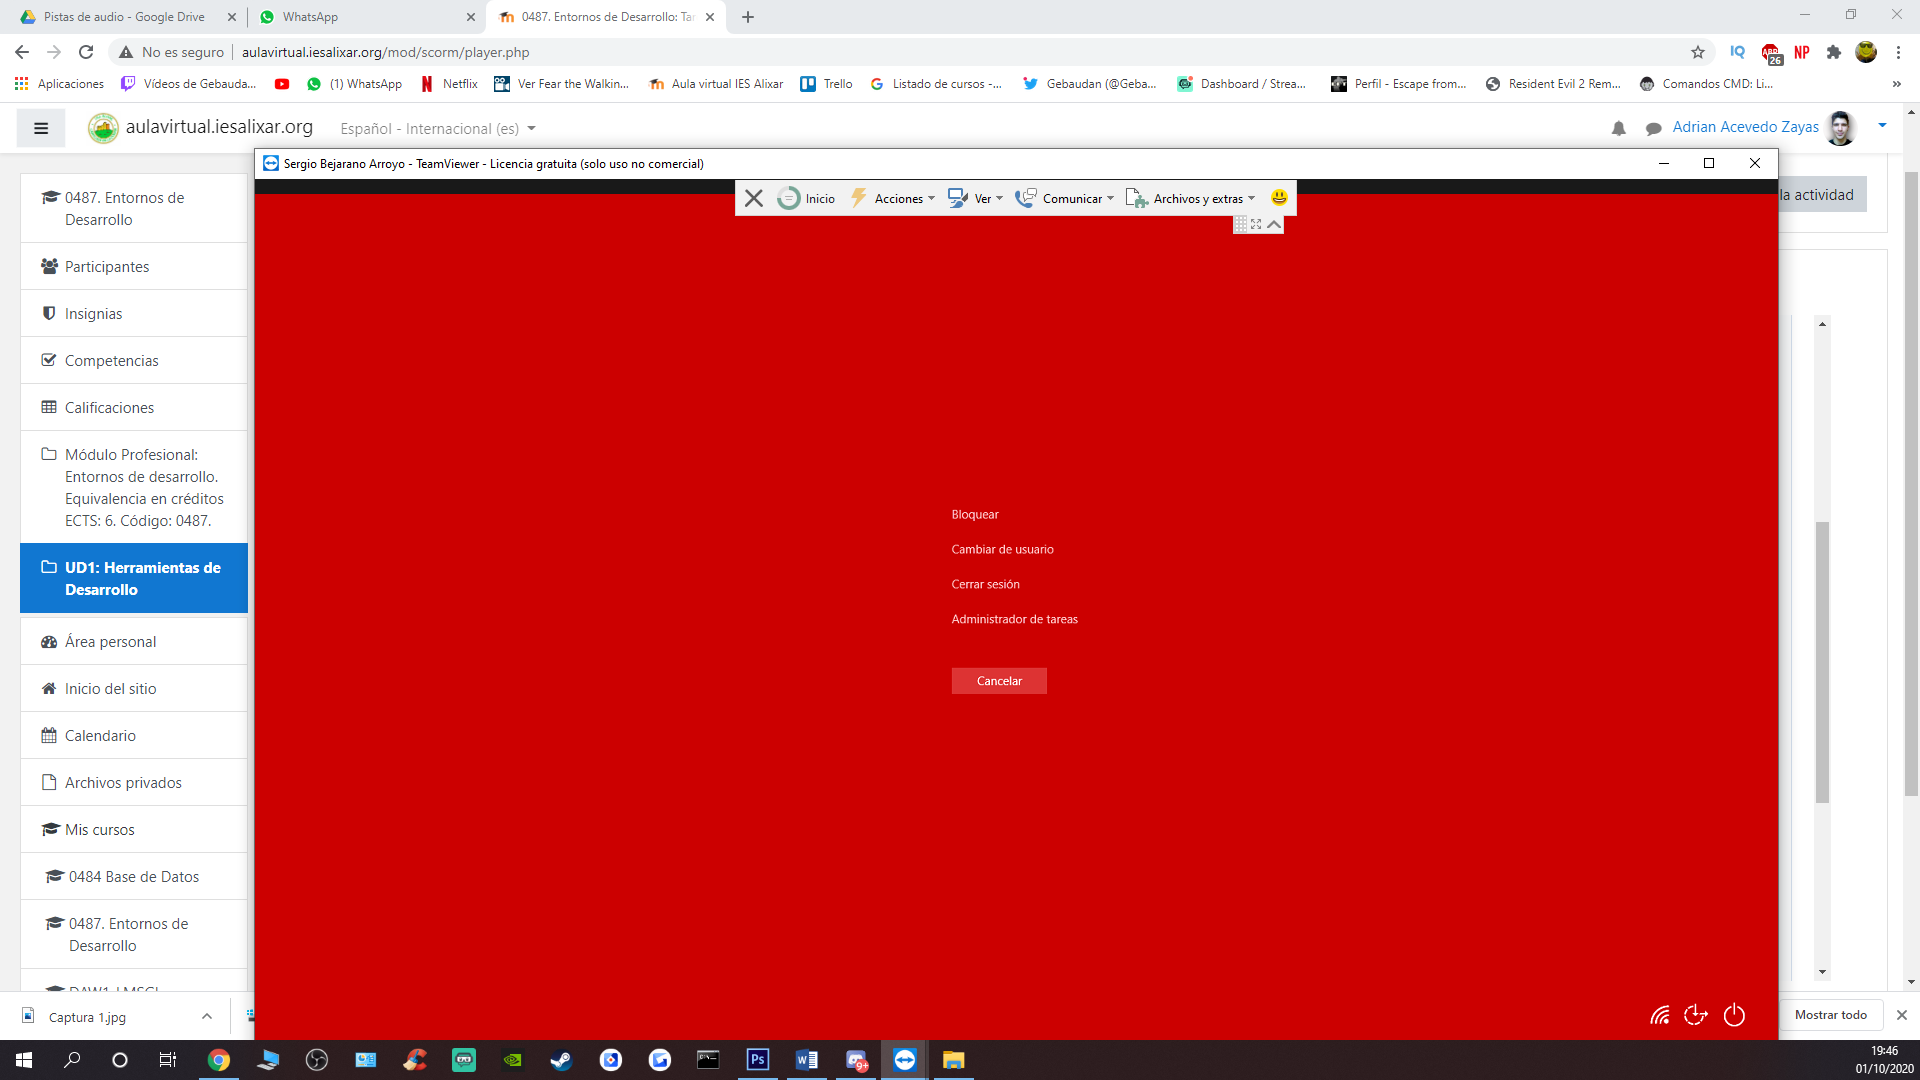 Pistas de audio - Google Drive
WhatsApp
0487. Entornos de Desarrollo: Tar
No es seguro
aulavirtual.iesalixar.org/mod/scorm/player.php
IQ
ABP
26
NP
Aplicaciones
Vídeos de Gebauda...
(1) WhatsApp
Netflix
Ver Fear the Walkin...
Aula virtual IES Alixar
Trello
Listado de cursos -...
Gebaudan (@Geba...
Dashboard / Strea...
Perfil - Escape from...
Resident Evil 2 Rem...
Comandos CMD: Li...
»
aulavirtual.iesalixar.org
Español - Internacional (es)
Adrian Acevedo Zayas
Sergio Bejarano Arroyo - TeamViewer - Licencia gratuita (solo uso no comercial)
Inicio
Acciones
Ver
Comunicar
Archivos y extras
la actividad
0487. Entornos de
Desarrollo
Participantes
Insignias
Competencias
Calificaciones
Módulo Profesional:
Entornos de desarrollo.
Equivalencia en créditos
ECTS: 6. Código: 0487.
UD1: Herramientas de
Desarrollo
Área personal
Inicio del sitio
Calendario
Archivos privados
Mis cursos
0484 Base de Datos
0487. Entornos de
Desarrollo
Bloquear
Cambiar de usuario
Cerrar sesión
Administrador de tareas
Cancelar
Captura 1.jpg
Mostrar todo
Ps
W
9+
19:46
01/10/2020